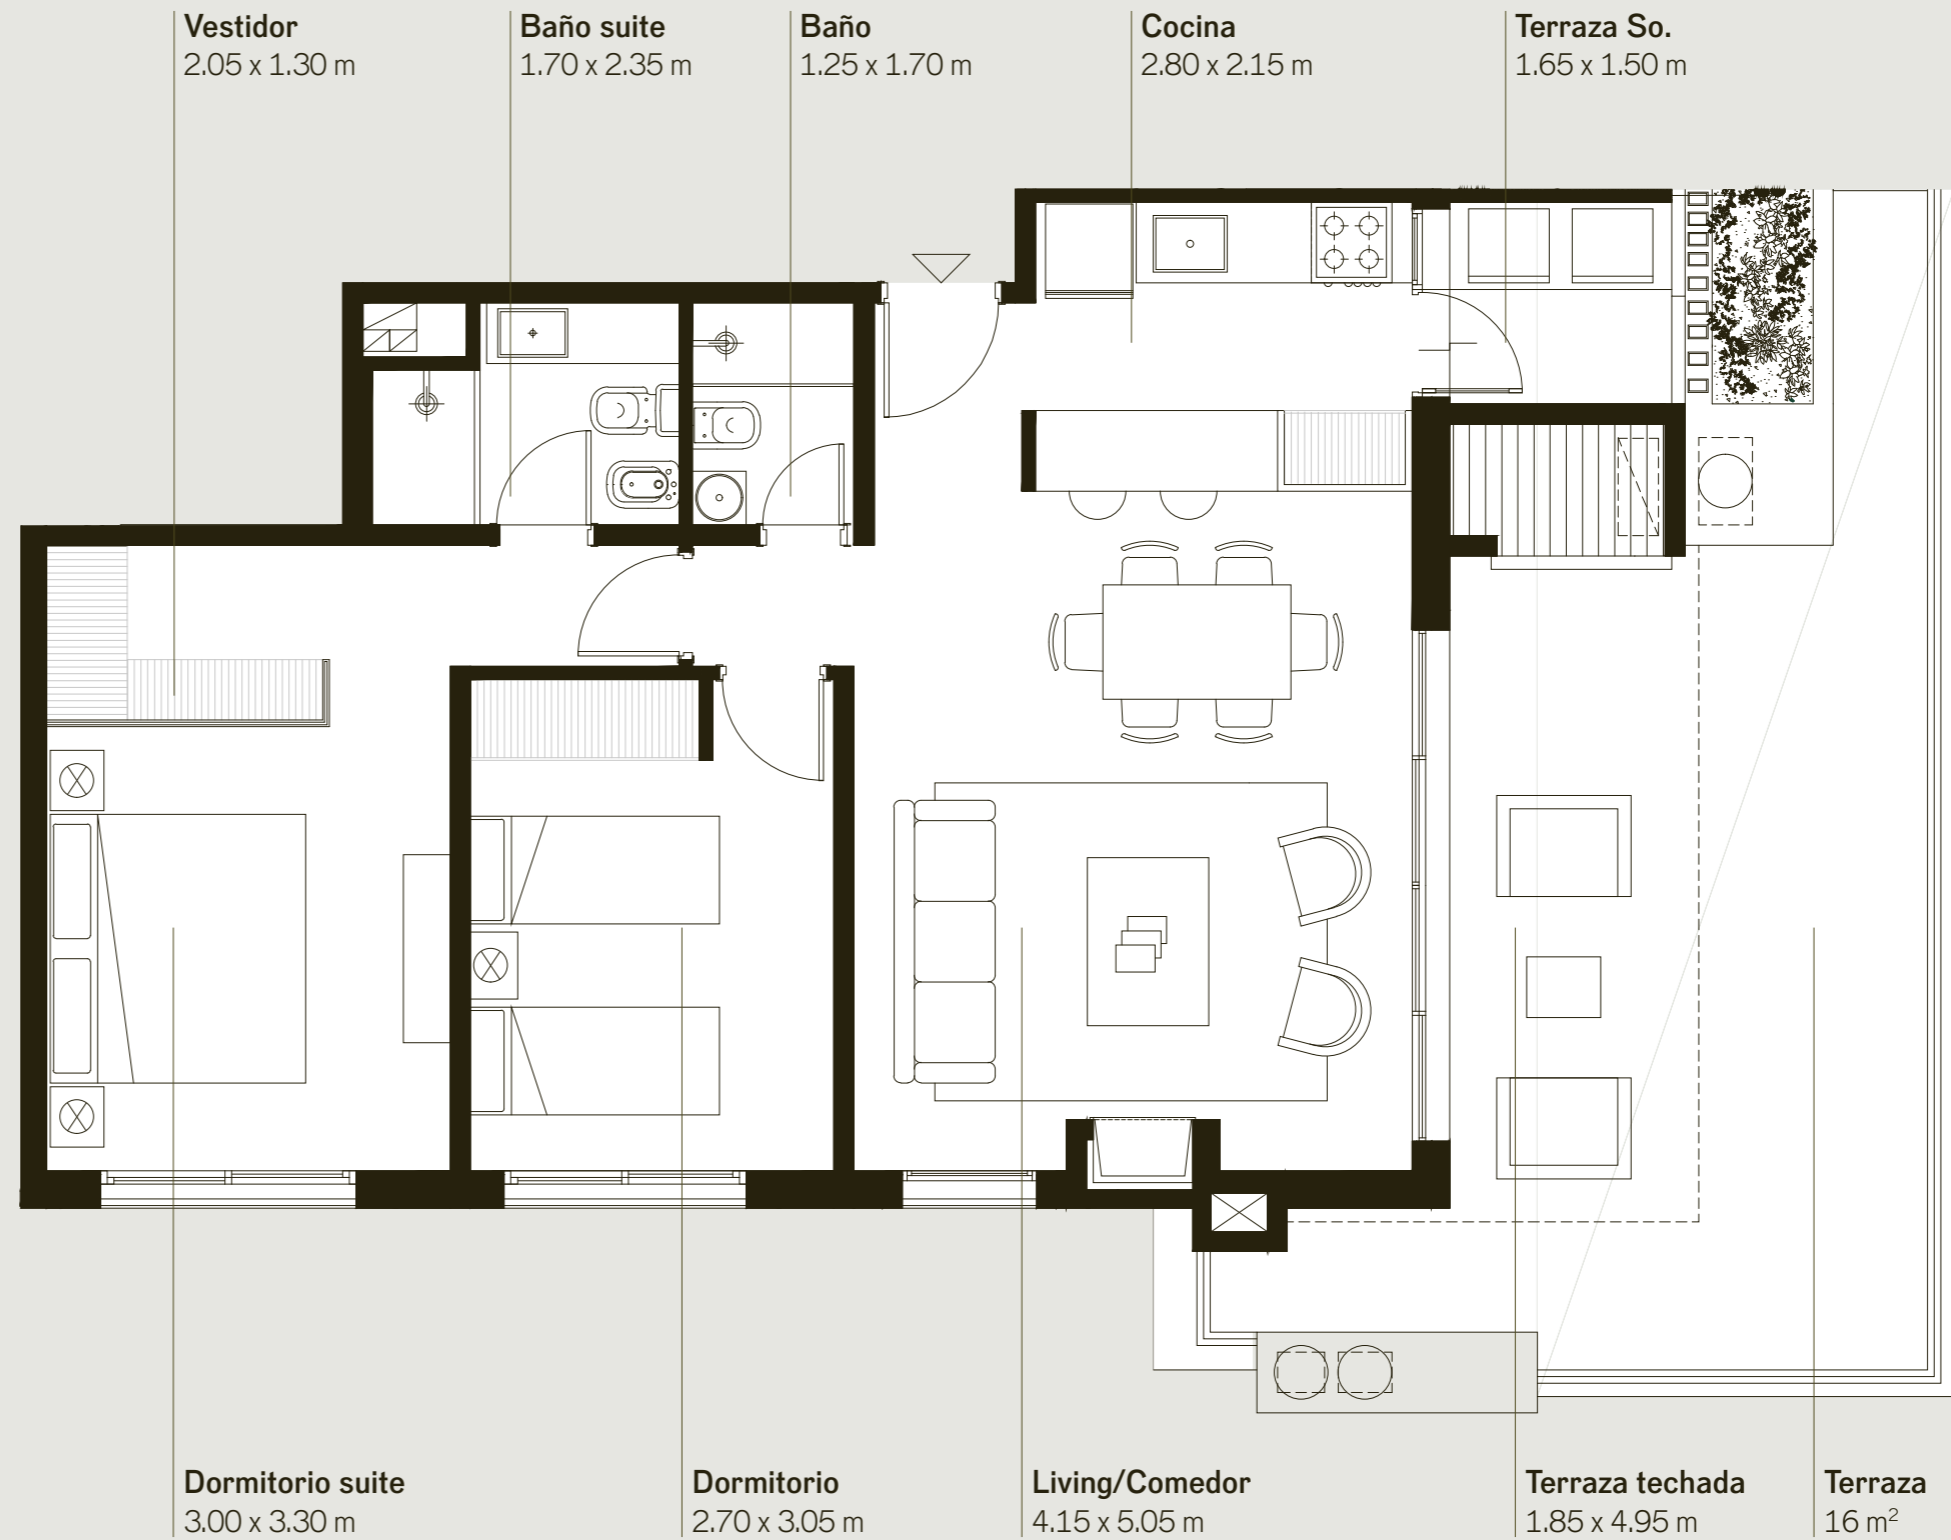 Vestidor
2.05 x 1.30 m
Baño suite
1.70 x 2.35 m
Baño
1.25 x 1.70 m
Cocina
2.80 x 2.15 m
Terraza So.
1.65 x 1.50 m
Dormitorio suite
3.00 x 3.30 m
Dormitorio
2.70 x 3.05 m
Living/Comedor
4.15 x 5.05 m
Terraza techada
1.85 x 4.95 m
Terraza
16 m²